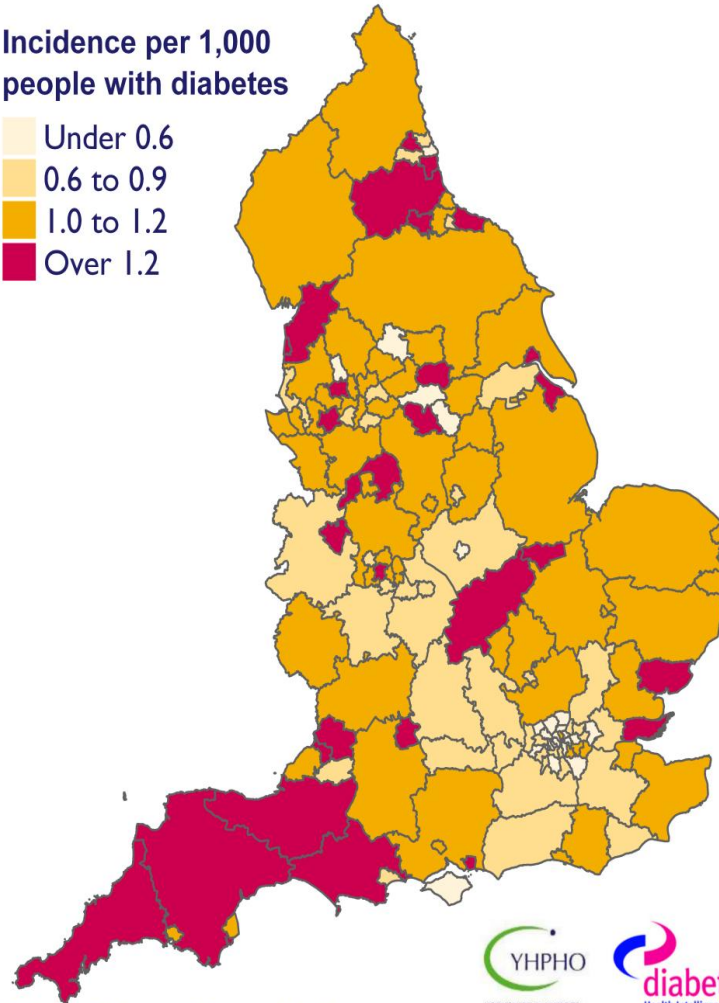 Incidence per 1,000
people with diabetes
Under 0.6
0.6 to 0.9
1.0 to 1.2
Over 1.2
YHPHO
diabe